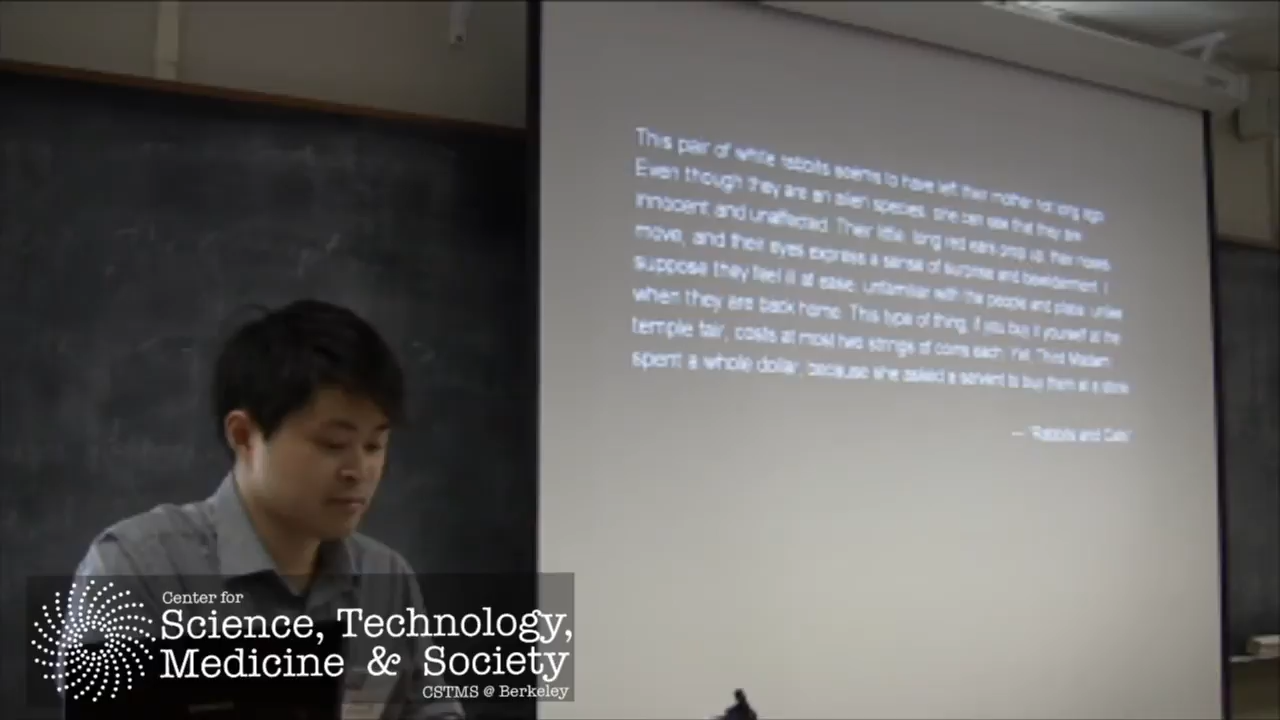 This pair of white rabbits seems to have left their mother not long ago.
Even though they are an alien species, one can see that they are
innocent and unaffected. Their little, long red ears prop up, their noses
move, and their eyes express a sense of surprise and bewilderment. I
suppose they feel ill at ease, unfamiliar with the people and place, unlike
when they are back home. This type of thing, if you buy it yourself at the
temple fair, costs at most two strings of coins each. Yet, Third Madam
spent a whole dollar, because she asked a servant to buy them at a store.
— "Rabbits and Cats"
Center for
Science, Technology,
Medicine & Society
CSTMS @ Berkeley